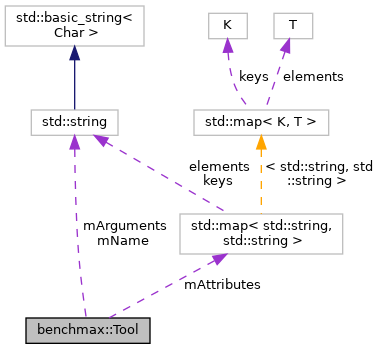 std::basic_string<
Char >
K
T
keys
elements
std::string
std::map< K, T >
elements
keys
< std::string, std
::string >
mArguments
mName
std::map< std::string,
std::string >
mAttributes
benchmax::Tool